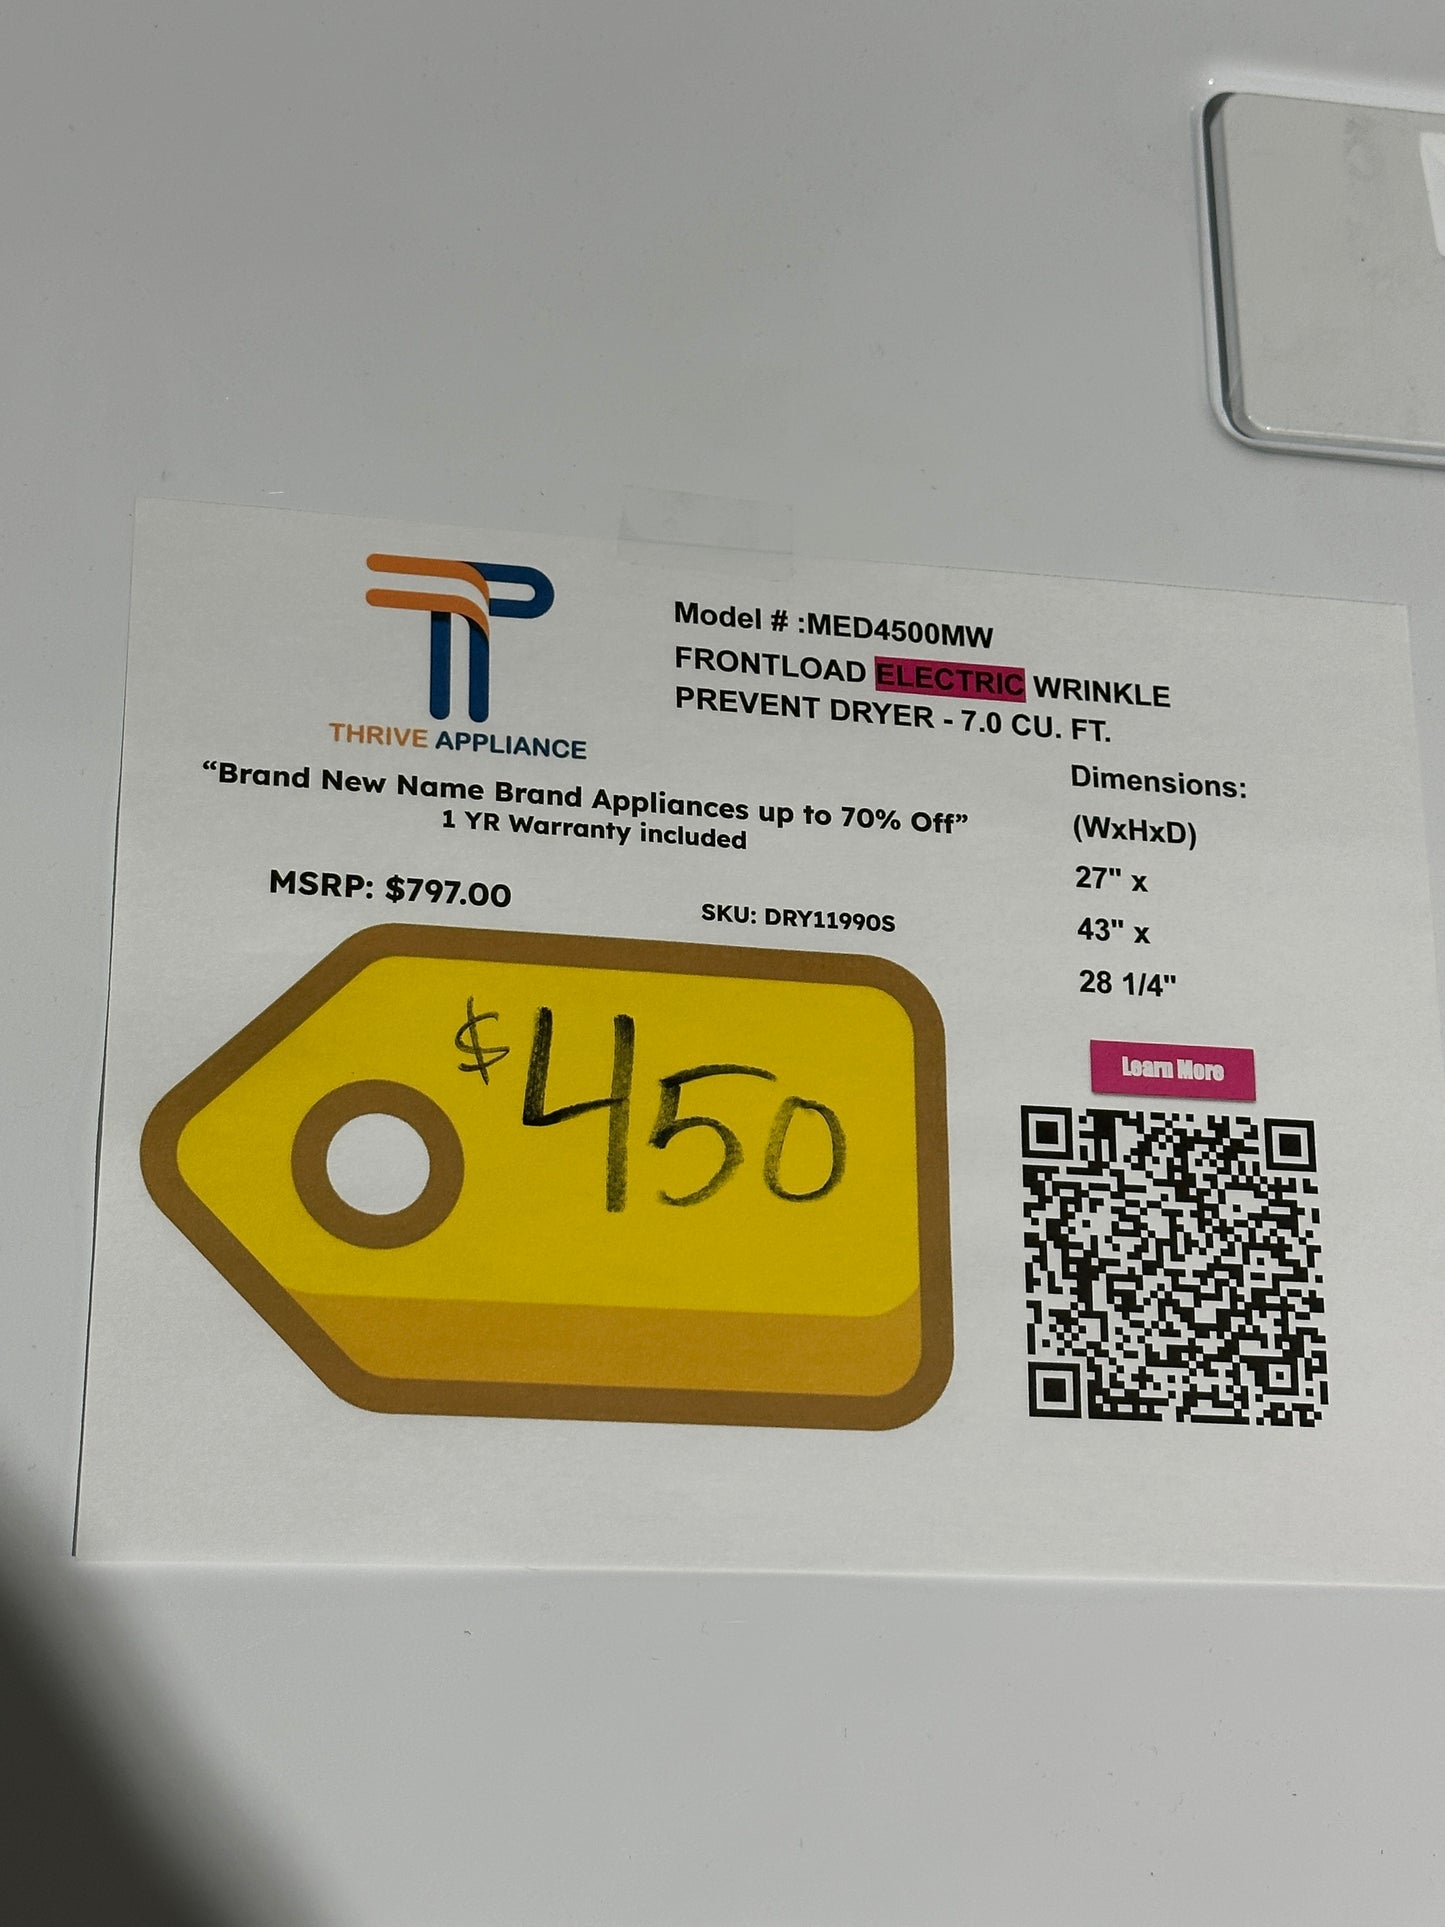 THRIVE APPLIANCE
"Brand New Name Brand Appliances up to 70% Off"
1 YR Warranty included
MSRP: $797.00
SKU: DRY11990S
$450
Model # :MED4500MW
FRONTLOAD ELECTRIC WRINKLE
PREVENT DRYER - 7.0 CU. FT.
Dimensions:
(WxHxD)
27" x
43" x
28 1/4"
Learn More